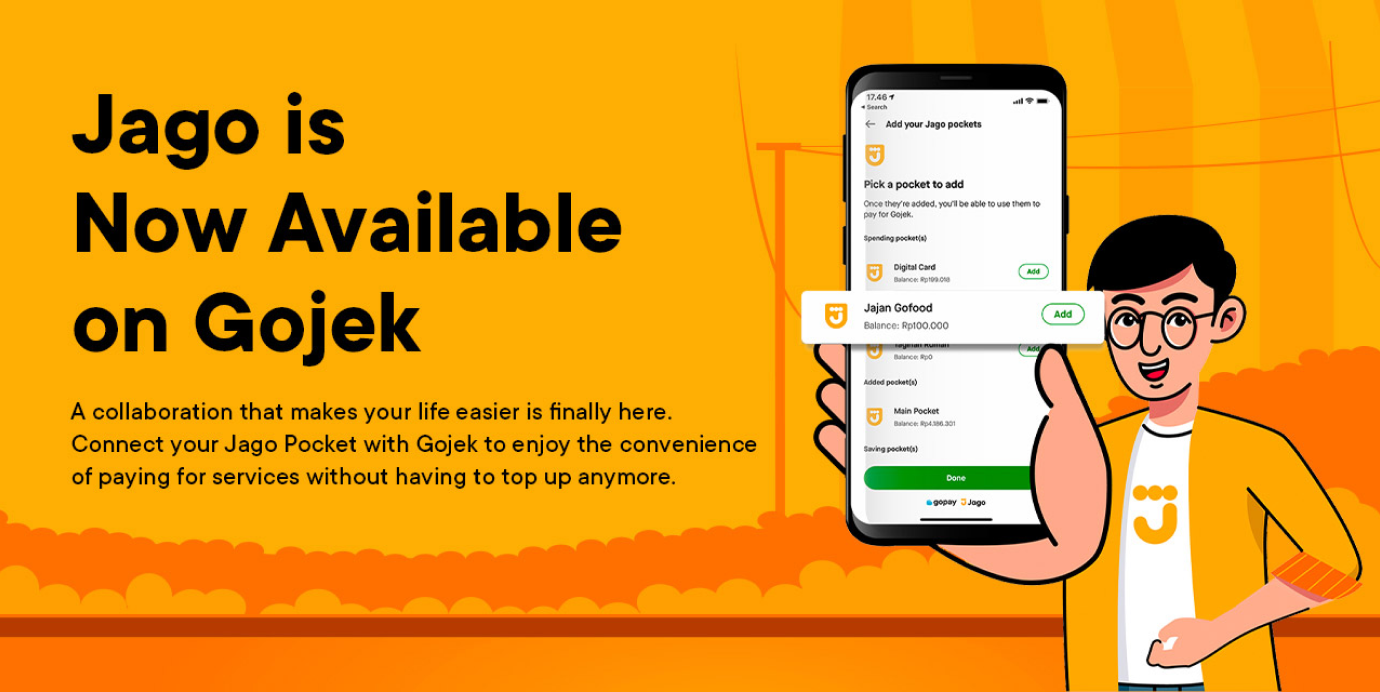 Jago is
Now Available
on Gojek
A collaboration that makes your life easier is finally here.
Connect your Jago Pocket with Gojek to enjoy the convenience
of paying for services without having to top up anymore.
17.46
Search
Add your Jago pockets
Pick a pocket to add
Once they're added, you'll be able to use them to
pay for Gojek.
Spending pocket(s)
Digital Card
Add
Balance: Rp199.018
Jajan Gofood
Add
Balance: Rp100.000
Add
Balance: Rp0
Added pocket(s)
Main Pocket
Balance: Rp4.186.301
Saving pocket(s)
Done
gopay Jago